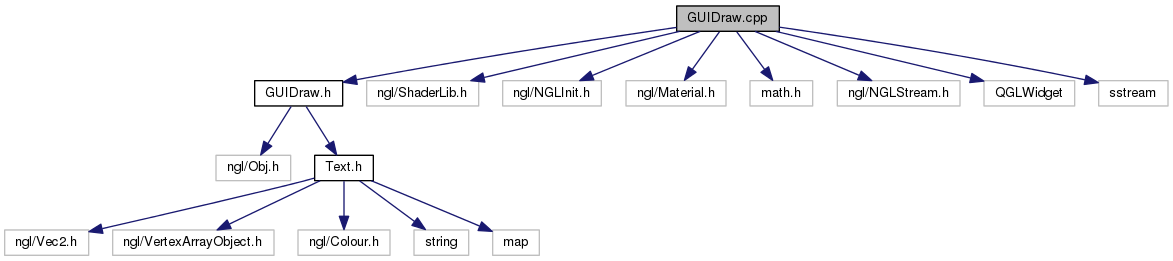 GUIDraw.cpp
GUIDraw.h
ngl/ShaderLib.h
ngl/NGLInit.h
ngl/Material.h
math.h
ngl/NGLStream.h
QGLWidget
sstream
ngl/Obj.h
Text.h
ngl/Vec2.h
ngl/VertexArrayObject.h
ngl/Colour.h
string
map